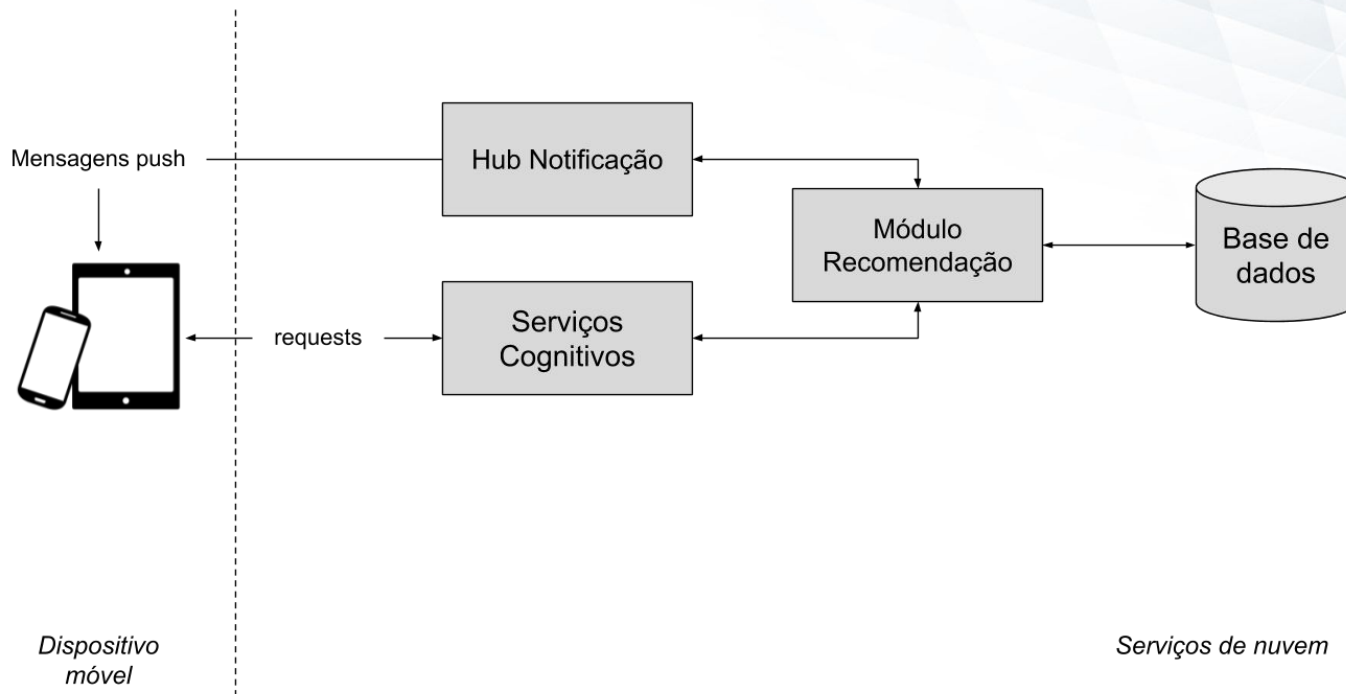 Mensagens push
Hub Notificação
Módulo
Recomendação
Base de
dados
requests
Serviços
Cognitivos
Dispositivo
móvel
Serviços de nuvem